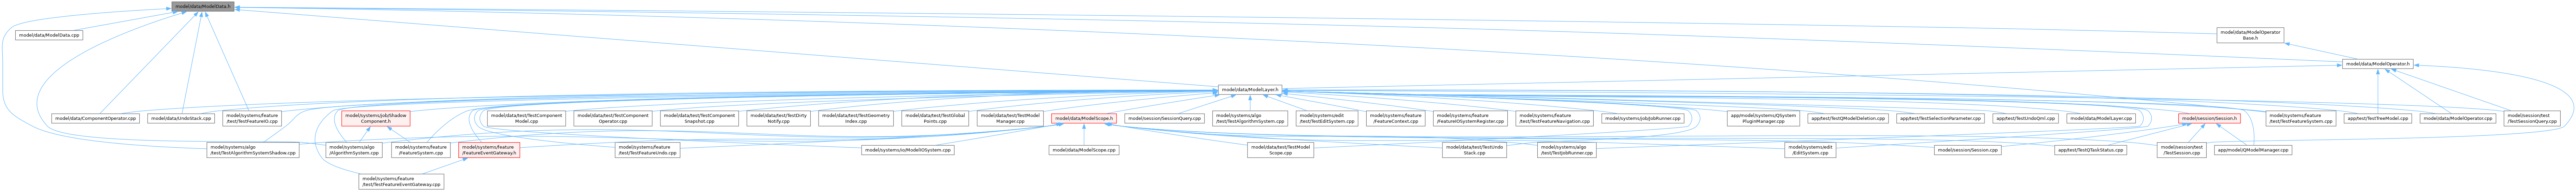 model/data/ModelData.h
model/data/ModelData.cpp
model/data/ModelOperator
Base.h
model/data/ModelOperator.h
model/data/ModelLayer.h
model/data/ComponentOperator.cpp
model/data/UndoStack.cpp
model/systems/feature
/test/TestFeatureIO.cpp
model/systems/job/Shadow
Component.h
model/data/test/TestComponent
Model.cpp
model/data/test/TestComponent
Operator.cpp
model/data/test/TestComponent
Snapshot.cpp
model/data/test/TestDirty
Notify.cpp
model/data/test/TestGeometry
Index.cpp
model/data/test/TestGlobal
Points.cpp
model/data/test/TestModel
Manager.cpp
model/data/ModelScope.h
model/session/SessionQuery.cpp
model/systems/algo
/test/TestAlgorithmSystem.cpp
model/systems/edit
/test/TestEditSystem.cpp
model/systems/feature
/FeatureContext.cpp
model/systems/feature
/FeatureIOSystemRegister.cpp
model/systems/feature
/test/TestFeatureNavigation.cpp
model/systems/job/JobRunner.cpp
app/model/systems/QSystem
PluginManager.cpp
app/test/TestQModelDeletion.cpp
app/test/TestSelectionParameter.cpp
app/test/TestUndoQml.cpp
model/data/ModelLayer.cpp
model/session/Session.h
model/systems/feature
/test/TestFeatureSystem.cpp
app/test/TestTreeModel.cpp
model/data/ModelOperator.cpp
model/session/test
/TestSessionQuery.cpp
model/systems/algo
/test/TestAlgorithmSystemShadow.cpp
model/systems/algo
/AlgorithmSystem.cpp
model/systems/feature
/FeatureSystem.cpp
model/systems/feature
/FeatureEventGateway.h
model/systems/feature
/test/TestFeatureUndo.cpp
model/systems/io/ModelIOSystem.cpp
model/data/ModelScope.cpp
model/data/test/TestModel
Scope.cpp
model/data/test/TestUndo
Stack.cpp
model/systems/algo
/test/TestJobRunner.cpp
model/systems/edit
/EditSystem.cpp
model/session/Session.cpp
app/test/TestQTaskStatus.cpp
model/session/test
/TestSession.cpp
app/model/QModelManager.cpp
model/systems/feature
/test/TestFeatureEventGateway.cpp